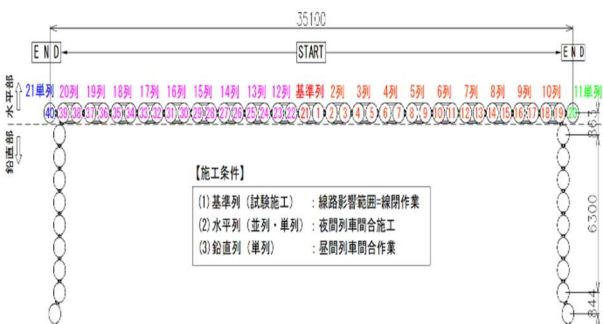 35100
END START END
21単列 20列 19列 18列 17列 16列 15列 14列 13列 12列 基準列 2列 3列 4列 5列 6列 7列 8列 9列 10列 11単列
水平部
40 39 38 37 36 35 34 33 32 31 30 29 28 27 26 25 24 23 22 21 1 2 3 4 5 6 7 8 9 10 11 12 13 14 15 16 17 18 19 20
鉛直部
863
【施工条件】
(1)基準列(試験施工) :線路影響範囲=線閉作業
(2)水平列(並列・単列):夜間列車間合施工
(3)鉛直列(単列) :昼間列車間合作業
6300
844